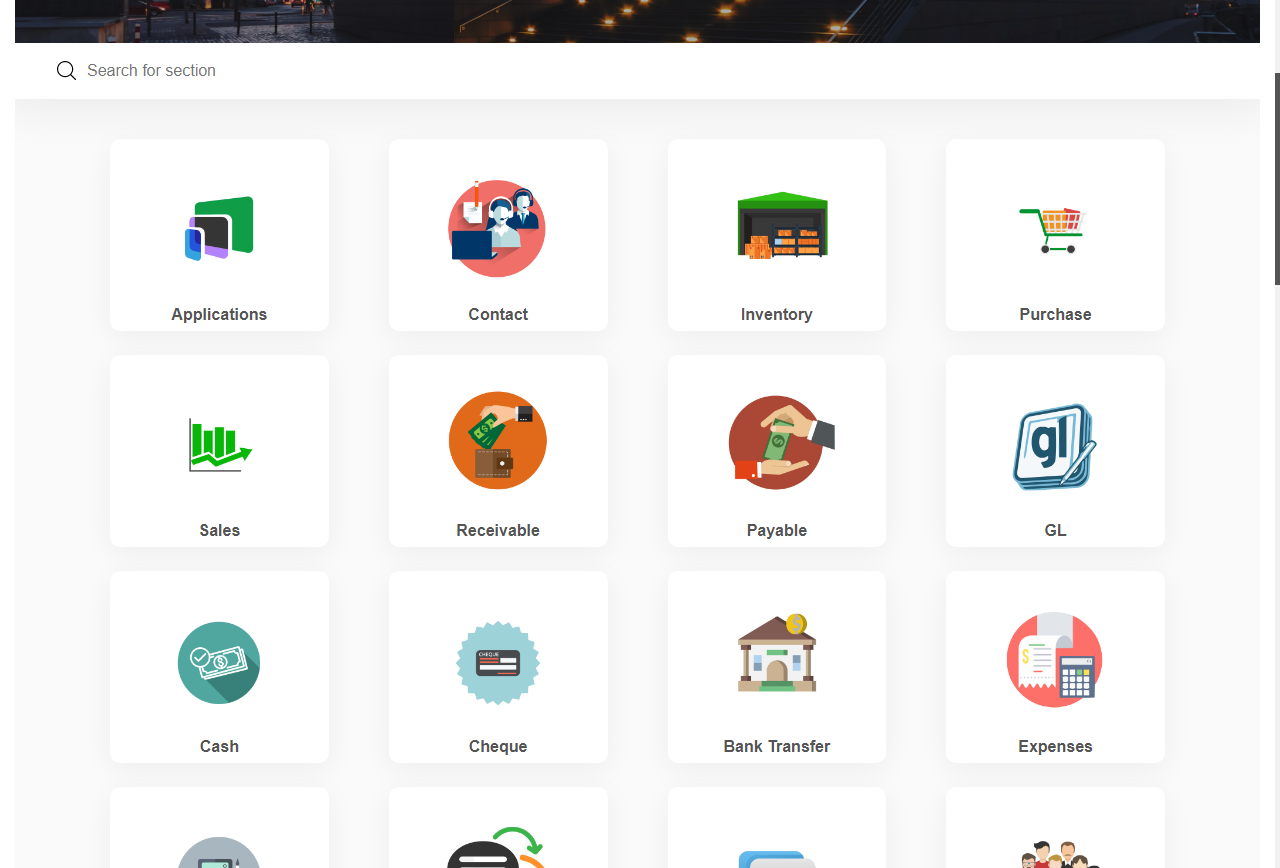 Search for section
Applications
Contact
Inventory
Purchase
Sales
Receivable
Payable
gl
GL
CHEQUE
Cash
Cheque
Bank Transfer
Expenses